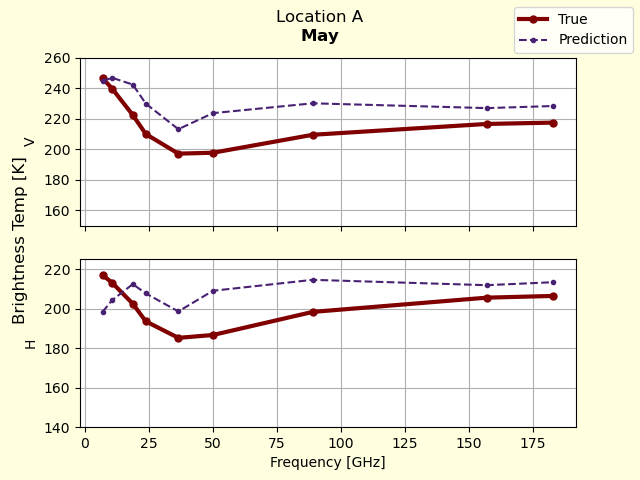 Location A
May
True
Prediction
Brightness Temp [K]
V
260
240
220
200
180
160
H
220
200
180
160
140
0 25 50 75 100 125 150 175
Frequency [GHz]